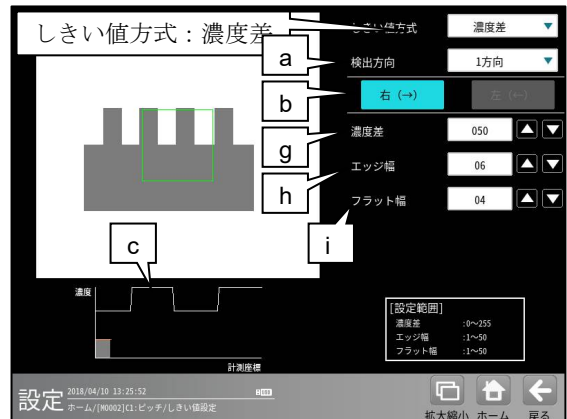 しきい値方式：濃度差
しきい値方式 濃度差
a
検出方向 1方向
b
右（→） 左（←）
g
濃度差 050
h
エッジ幅 06
i
フラット幅 04
c
濃度
計測座標
[設定範囲]
濃度差 :0～255
エッジ幅 :1～50
フラット幅 :1～50
設定
2018/04/10 13:25:52
ホーム/[M0002]C1:ピッチ/しきい値設定
拡大縮小 ホーム 戻る